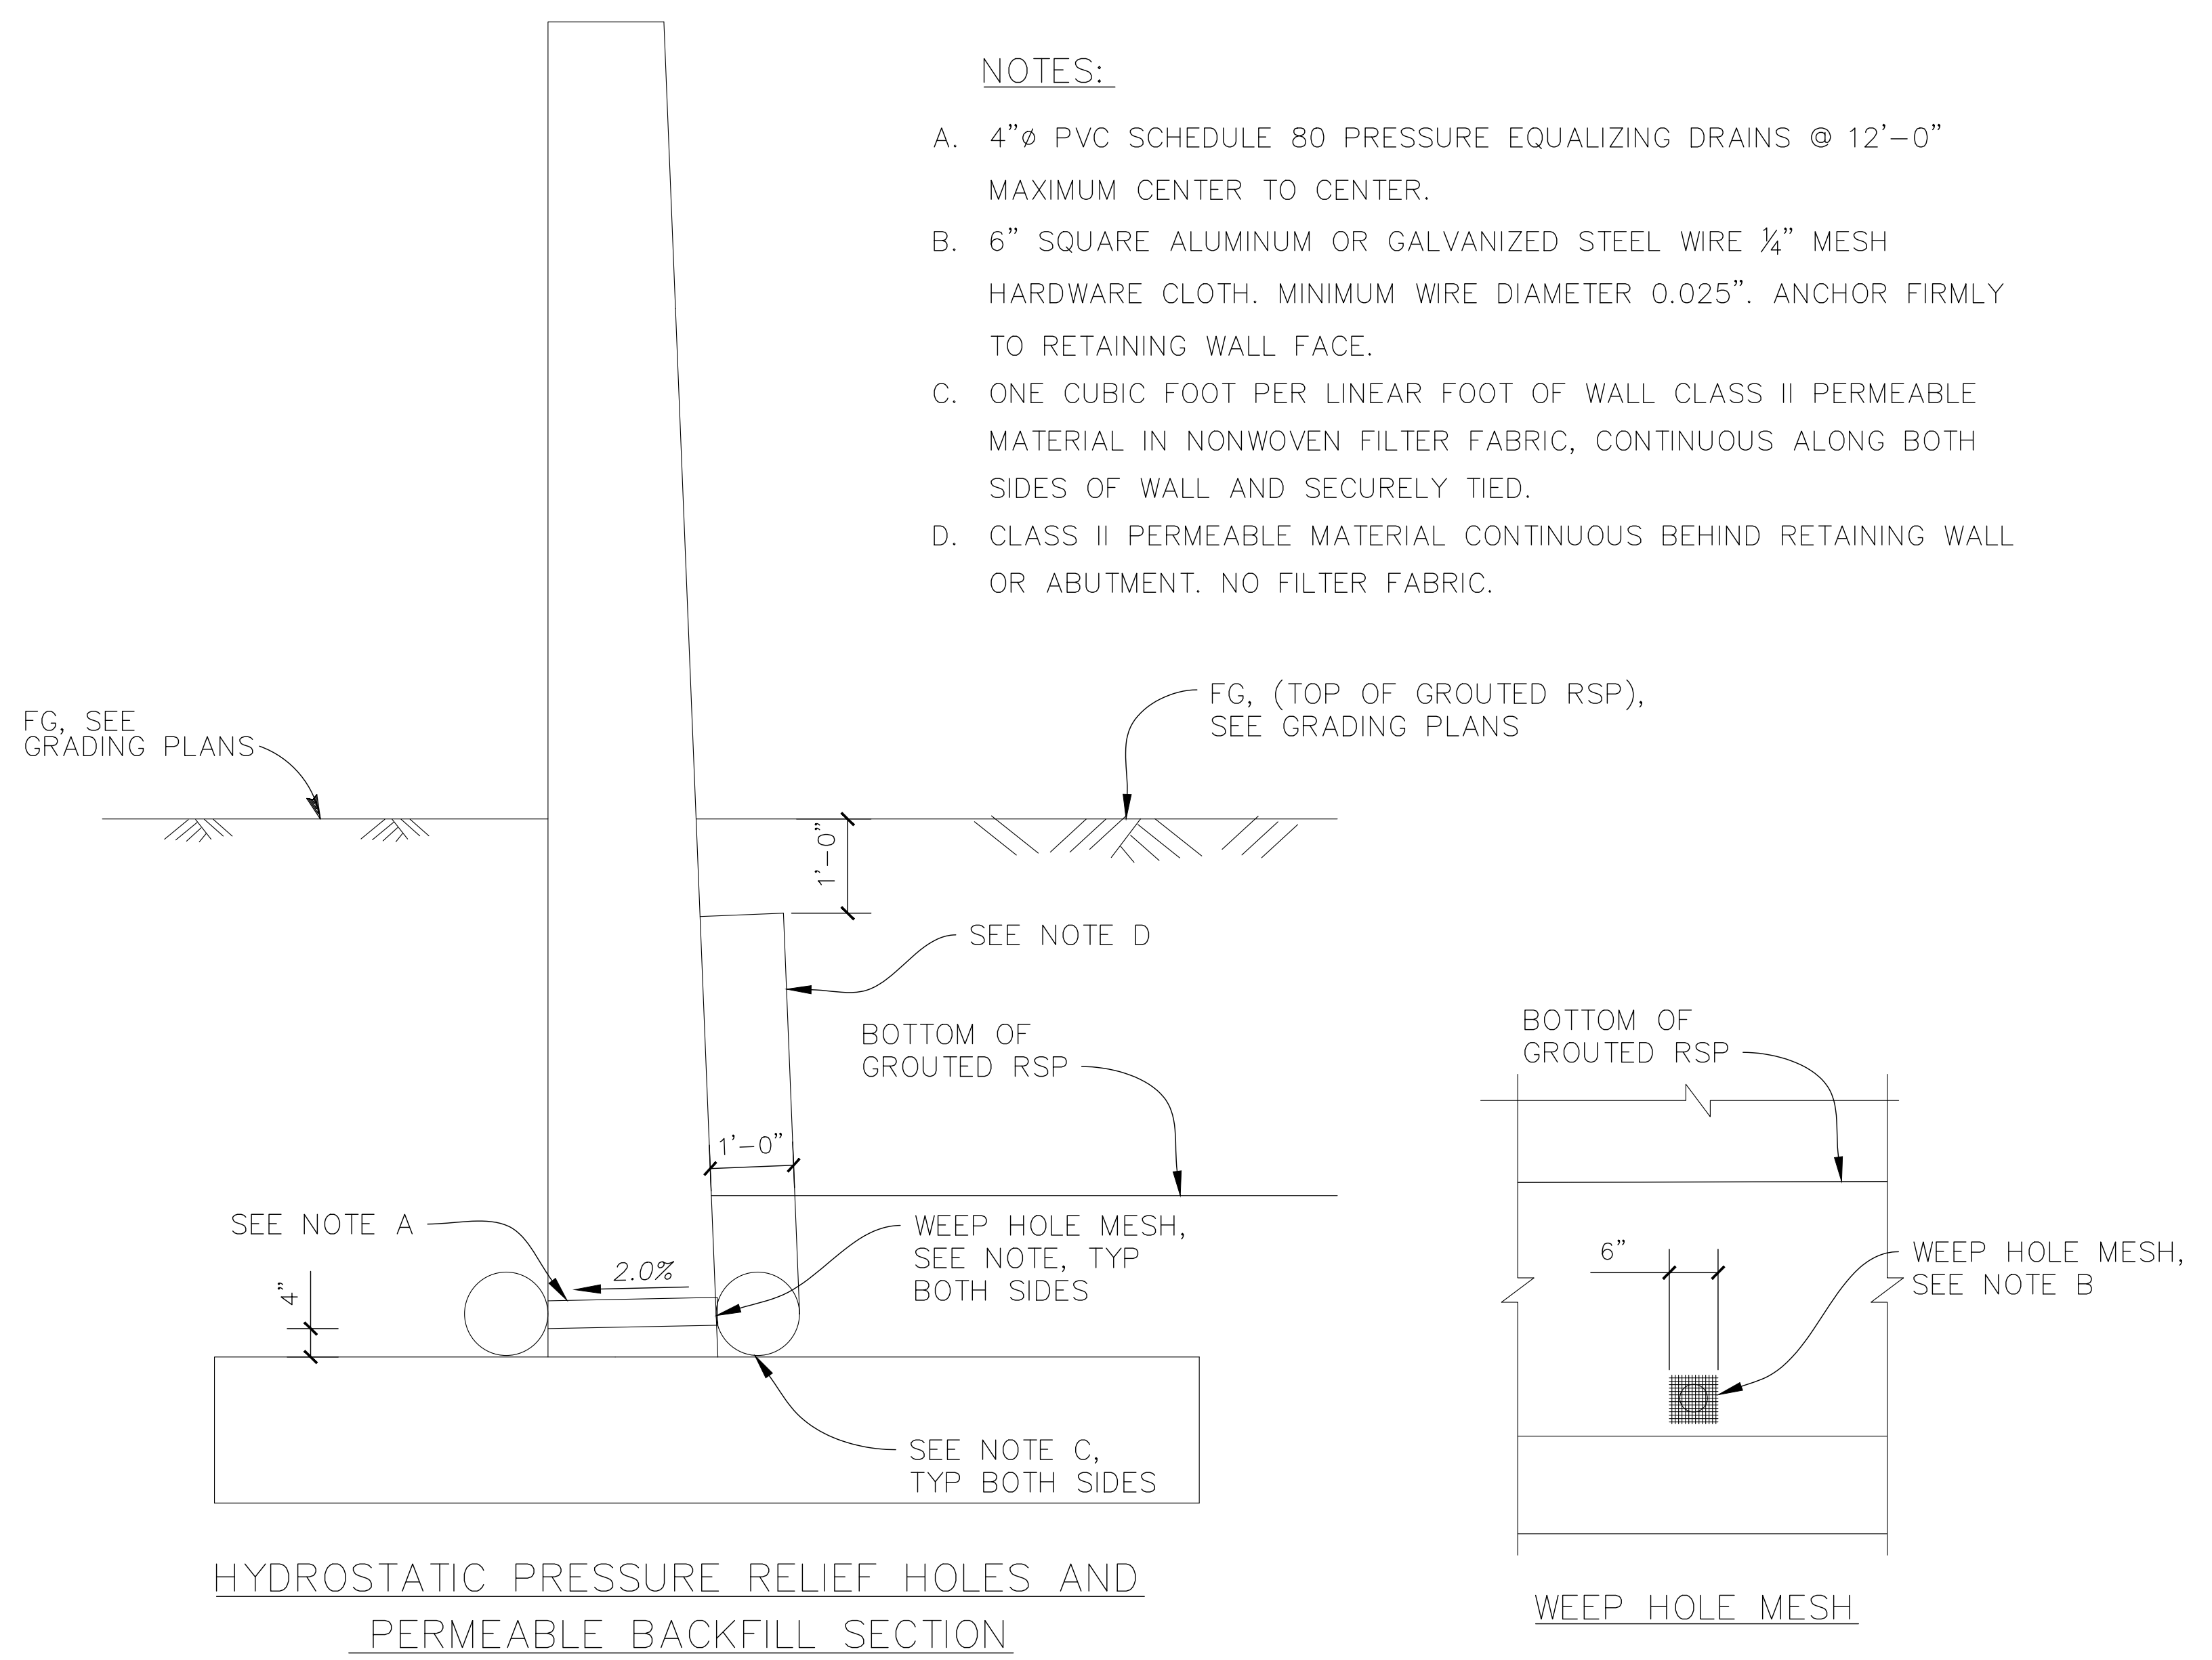 NOTES:
A. 4"ø PVC SCHEDULE 80 PRESSURE EQUALIZING DRAINS @ 12'-0"
MAXIMUM CENTER TO CENTER.
B. 6" SQUARE ALUMINUM OR GALVANIZED STEEL WIRE ¼" MESH
HARDWARE CLOTH. MINIMUM WIRE DIAMETER 0.025". ANCHOR FIRMLY
TO RETAINING WALL FACE.
C. ONE CUBIC FOOT PER LINEAR FOOT OF WALL CLASS II PERMEABLE
MATERIAL IN NONWOVEN FILTER FABRIC, CONTINUOUS ALONG BOTH
SIDES OF WALL AND SECURELY TIED.
D. CLASS II PERMEABLE MATERIAL CONTINUOUS BEHIND RETAINING WALL
OR ABUTMENT. NO FILTER FABRIC.
FG, SEE
GRADING PLANS
FG, (TOP OF GROUTED RSP),
SEE GRADING PLANS
1'-0"
SEE NOTE D
BOTTOM OF
GROUTED RSP
1'-0"
SEE NOTE A
2.0%
4"
WEEP HOLE MESH,
SEE NOTE, TYP
BOTH SIDES
SEE NOTE C,
TYP BOTH SIDES
HYDROSTATIC PRESSURE RELIEF HOLES AND
PERMEABLE BACKFILL SECTION
BOTTOM OF
GROUTED RSP
6"
WEEP HOLE MESH,
SEE NOTE B
WEEP HOLE MESH